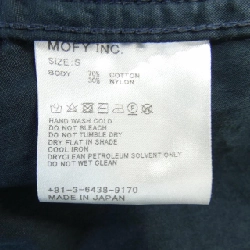 MOFY INC.
SIZE:S
BODY 70% COTTON
30% NYLON
HAND WASH COLD
DO NOT BLEACH
DO NOT TUMBLE DRY
DRY FLAT IN SHADE
COOL IRON
DRYCLEAN PETROLEUM SOLVENT ONLY
DO NOT WET CLEAN
+81-3-6438-9170
MADE IN JAPAN